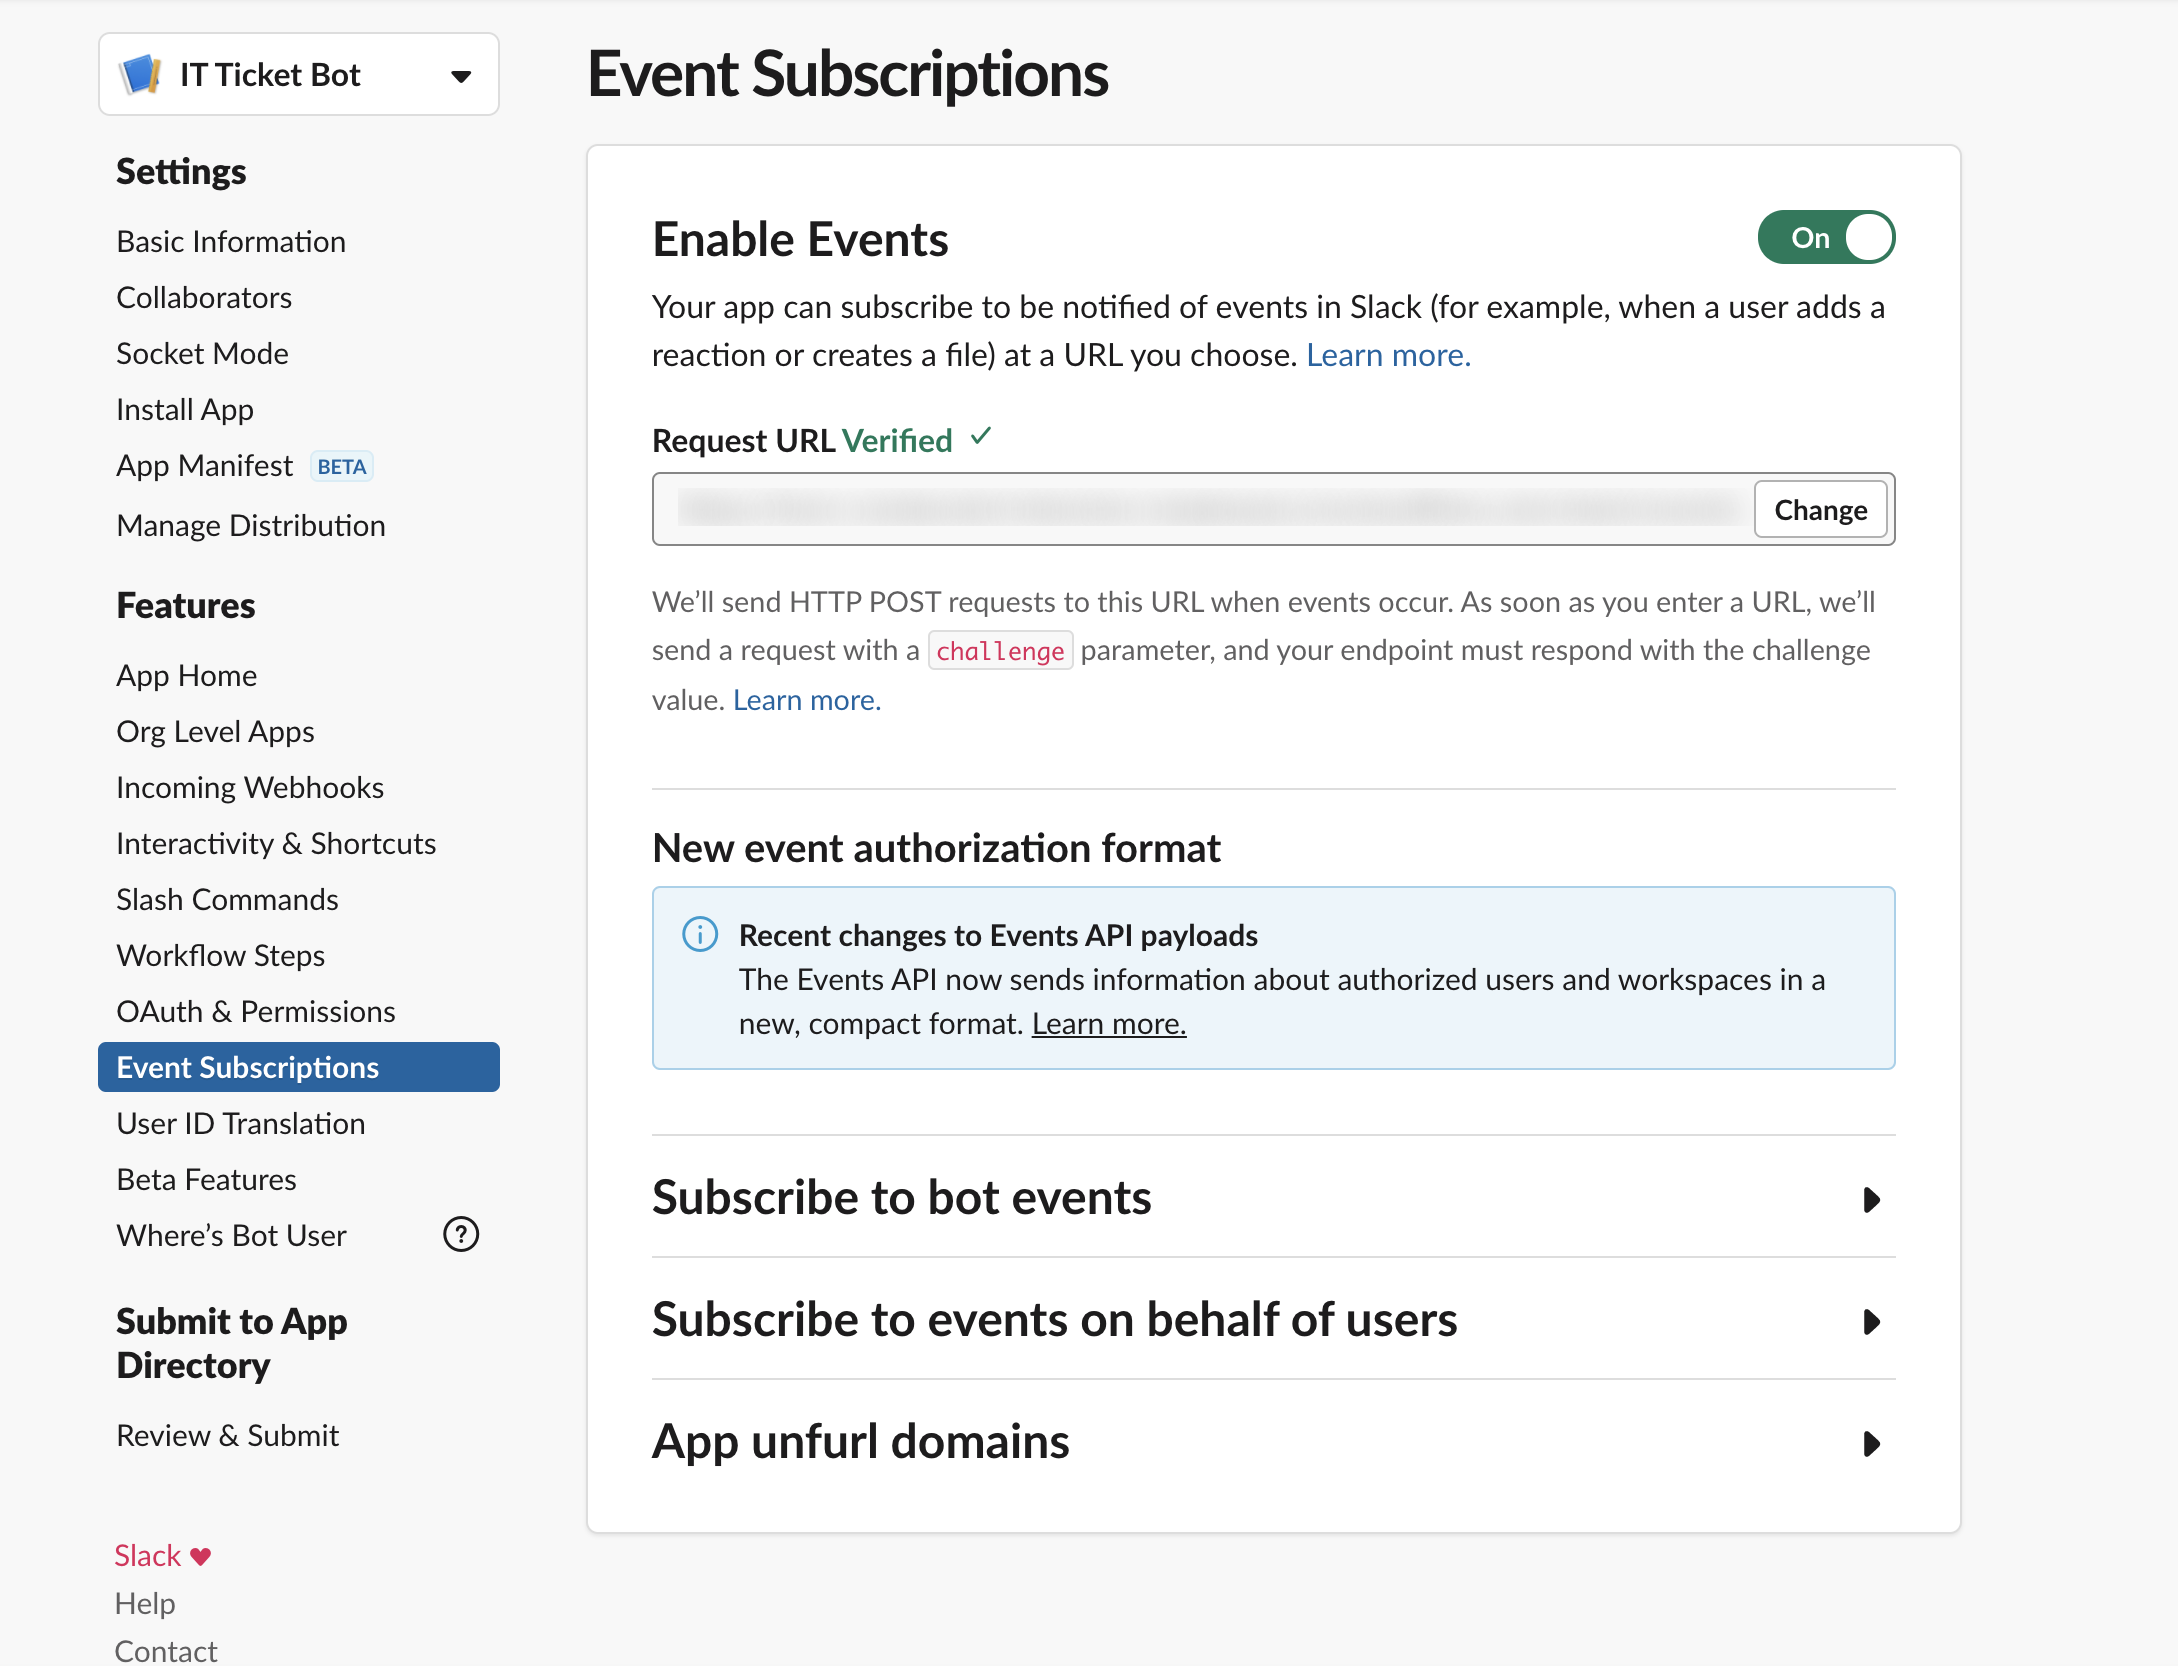 IT Ticket Bot
Settings
Basic Information
Collaborators
Socket Mode
Install App
App Manifest BETA
Manage Distribution
Features
App Home
Org Level Apps
Incoming Webhooks
Interactivity & Shortcuts
Slash Commands
Workflow Steps
OAuth & Permissions
Event Subscriptions
User ID Translation
Beta Features
Where’s Bot User ?
Submit to App
Directory
Review & Submit
Slack ♥
Help
Contact
Event Subscriptions
Enable Events
On
Your app can subscribe to be notified of events in Slack (for example, when a user adds a
reaction or creates a file) at a URL you choose. Learn more.
Request URL Verified ✓
Change
We’ll send HTTP POST requests to this URL when events occur. As soon as you enter a URL, we’ll
send a request with a challenge parameter, and your endpoint must respond with the challenge
value. Learn more.
New event authorization format
Recent changes to Events API payloads
The Events API now sends information about authorized users and workspaces in a
new, compact format. Learn more.
Subscribe to bot events
Subscribe to events on behalf of users
App unfurl domains